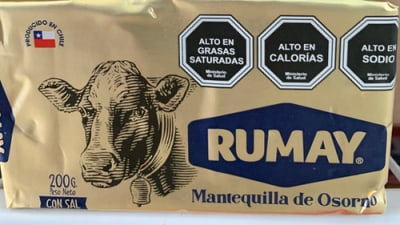 PRODUCIDO EN CHILE
ALTO EN
GRASAS
SATURADAS
Ministerio
de Salud
ALTO EN
CALORÍAS
Ministerio
de Salud
ALTO EN
SODIO
Ministerio
de Salud
RUMAY®
200G.
Peso Neto
CON SAL
Mantequilla de Osorno